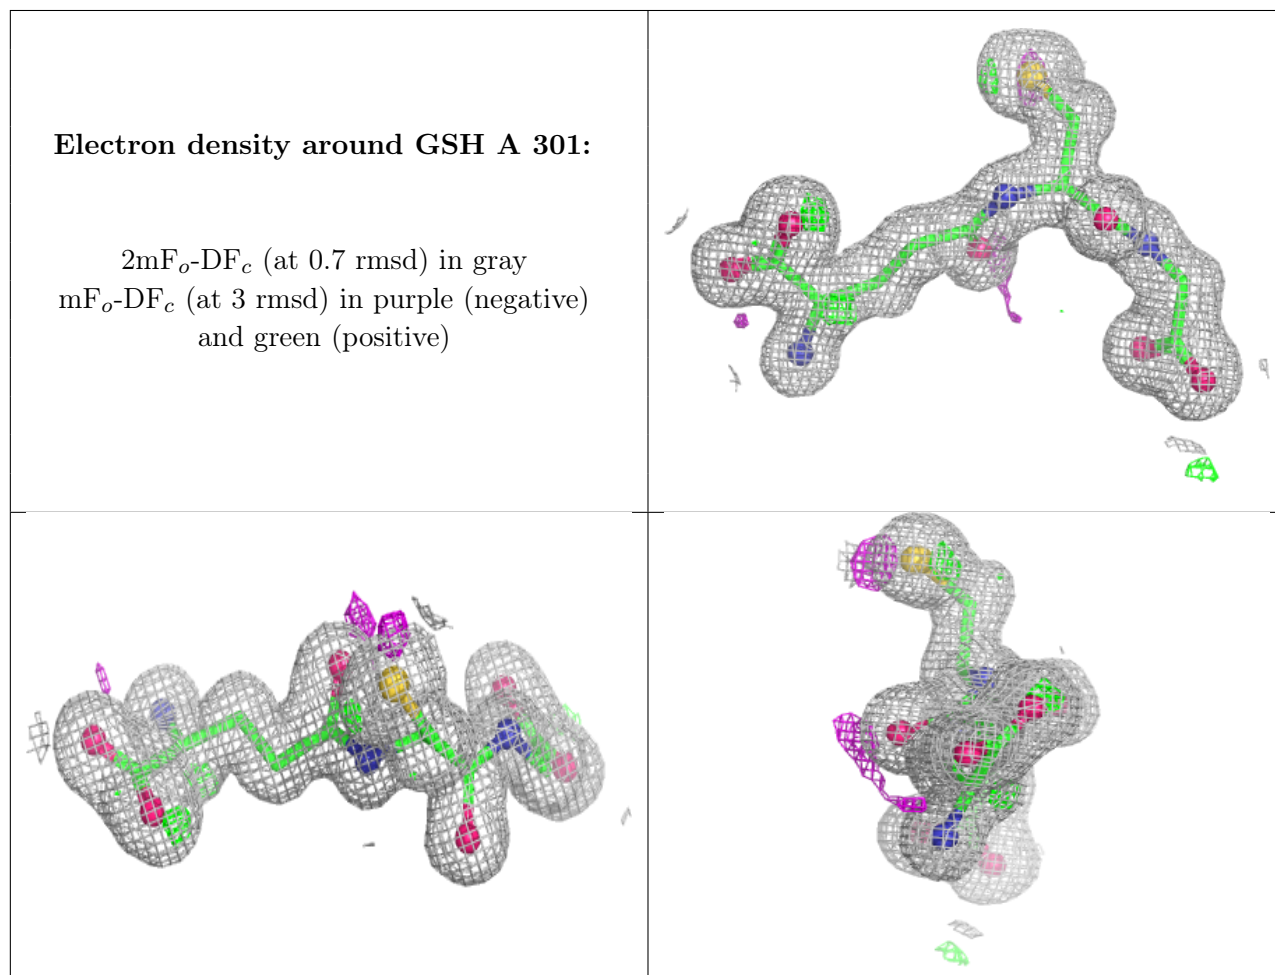 Electron density around GSH A 301:
2mFo-DFc (at 0.7 rmsd) in gray
mFo-DFc (at 3 rmsd) in purple (negative)
and green (positive)